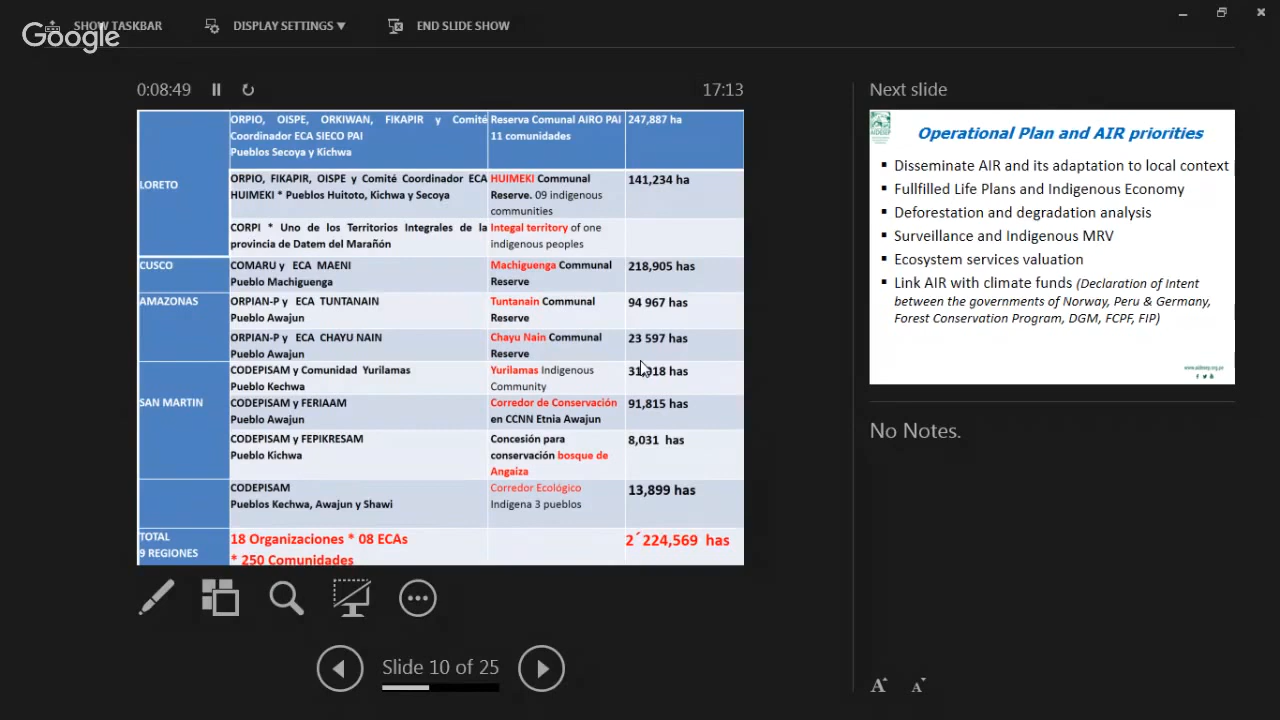 SHOW TASKBAR
DISPLAY SETTINGS
END SLIDE SHOW
Google
0:08:49
17:13
LORETO
ORPIO, OISPE, ORKIWAN, FIKAPIR y Comité
Coordinador ECA SIECO PAI
Pueblos Secoya y Kichwa
Reserva Comunal AIRO PAI
11 comunidades
247,887 ha
ORPIO, FIKAPIR, OISPE y Comité Coordinador ECA
HUIMEKI * Pueblos Huitoto, Kichwa y Secoya
HUIMEKI Communal
Reserve. 09 indigenous
communities
141,234 ha
CORPI * Uno de los Territorios Integrales de la
provincia de Datem del Marañón
Integal territory of one
indigenous peoples
CUSCO
COMARU y ECA MAENI
Pueblo Machiguenga
Machiguenga Communal
Reserve
218,905 has
AMAZONAS
ORPIAN-P y ECA TUNTANAIN
Pueblo Awajun
Tuntanain Communal
Reserve
94 967 has
ORPIAN-P y ECA CHAYU NAIN
Pueblo Awajun
Chayu Nain Communal
Reserve
23 597 has
SAN MARTIN
CODEPISAM y Comunidad Yurilamas
Pueblo Kechwa
Yurilamas Indigenous
Community
has
CODEPISAM y FERIAAM
Pueblo Awajun
Corredor de Conservación
en CCNN Etnia Awajun
91,815 has
CODEPISAM y FEPIKRESAM
Pueblo Kichwa
Concesión para
conservación bosque de
Angaiza
8,031 has
CODEPISAM
Pueblos Kechwa, Awajun y Shawi
Corredor Ecológico
Indígena 3 pueblos
13,899 has
TOTAL
9 REGIONES
18 Organizaciones * 08 ECAs
* 250 Comunidades
2´224,569 has
Slide 10 of 25
Next slide
AIDESEP
Operational Plan and AIR priorities
▪ Disseminate AIR and its adaptation to local context
▪ Fullfilled Life Plans and Indigenous Economy
▪ Deforestation and degradation analysis
▪ Surveillance and Indigenous MRV
▪ Ecosystem services valuation
▪ Link AIR with climate funds (Declaration of Intent
between the governments of Norway, Peru & Germany,
Forest Conservation Program, DGM, FCPF, FIP)
www.aidesep.org.pe
No Notes.
A A